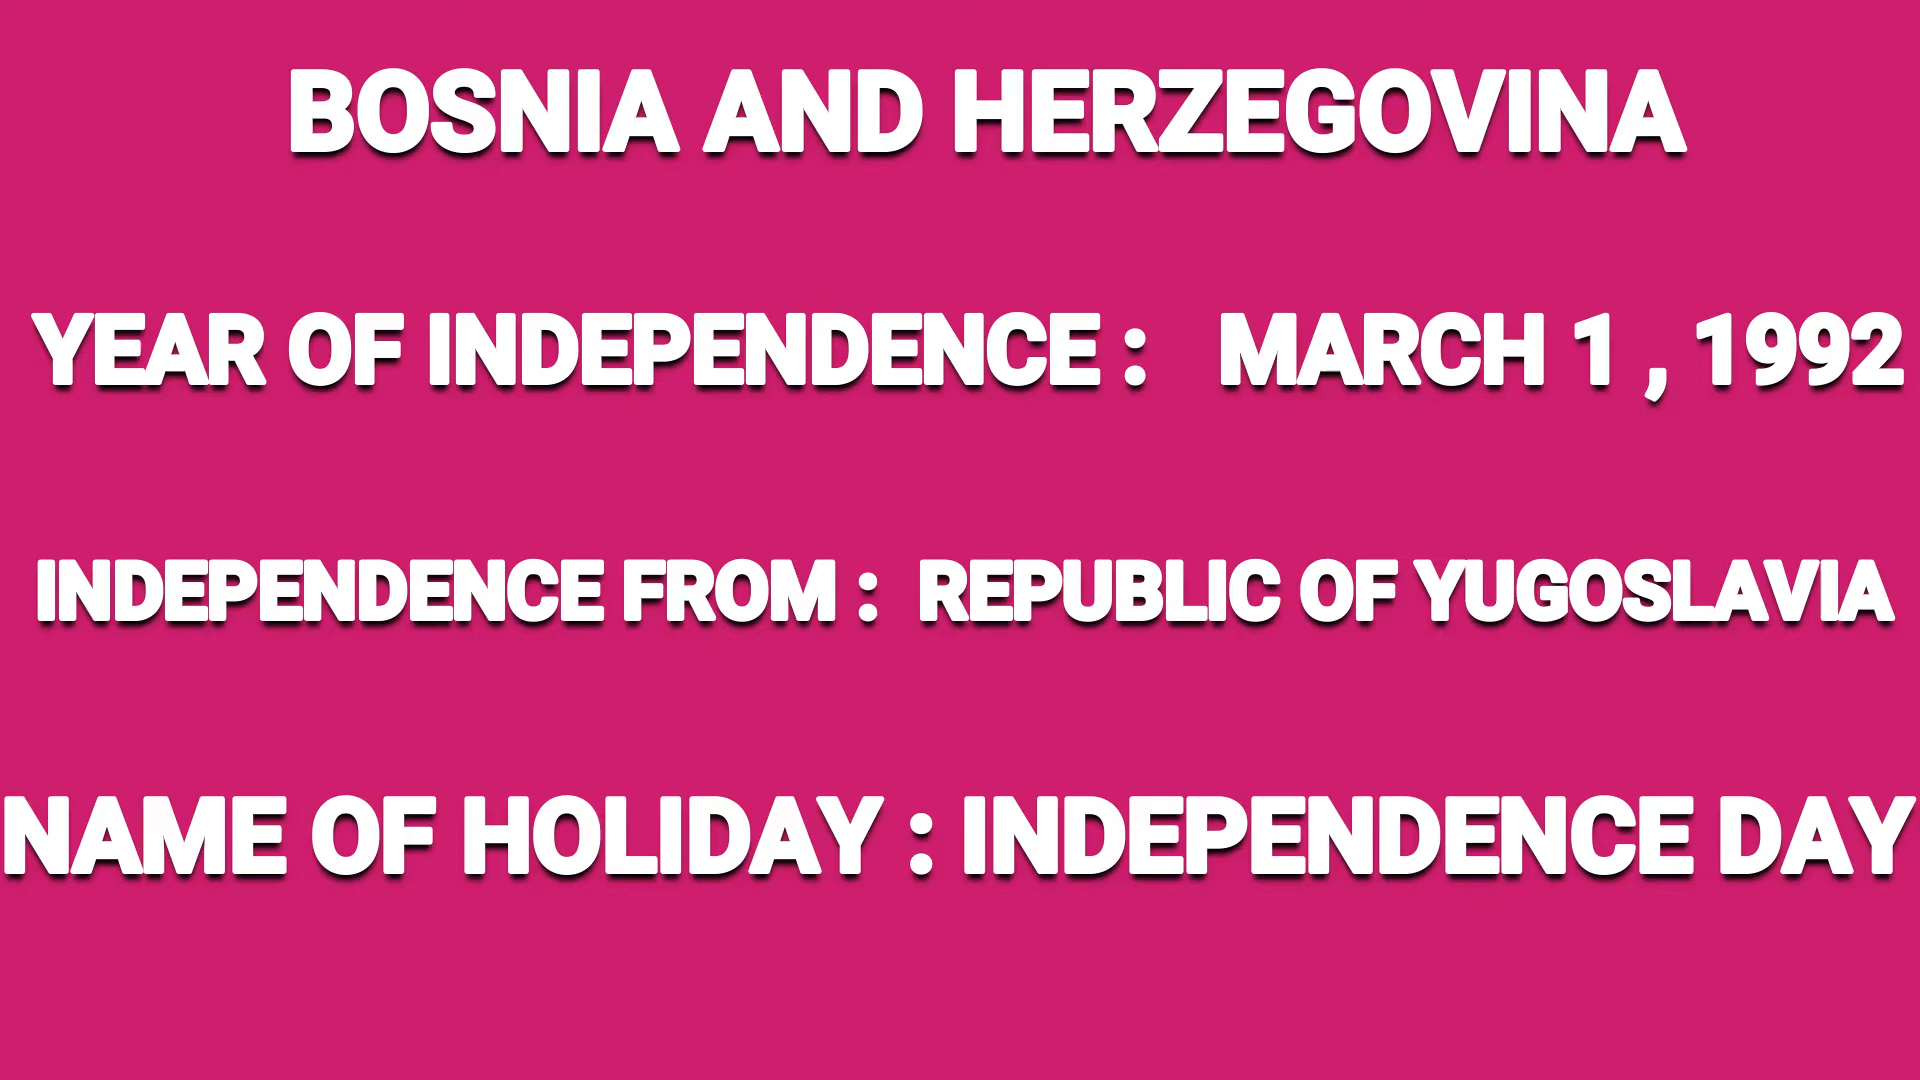 BOSNIA AND HERZEGOVINA
YEAR OF INDEPENDENCE : MARCH 1 , 1992
INDEPENDENCE FROM : REPUBLIC OF YUGOSLAVIA
NAME OF HOLIDAY : INDEPENDENCE DAY